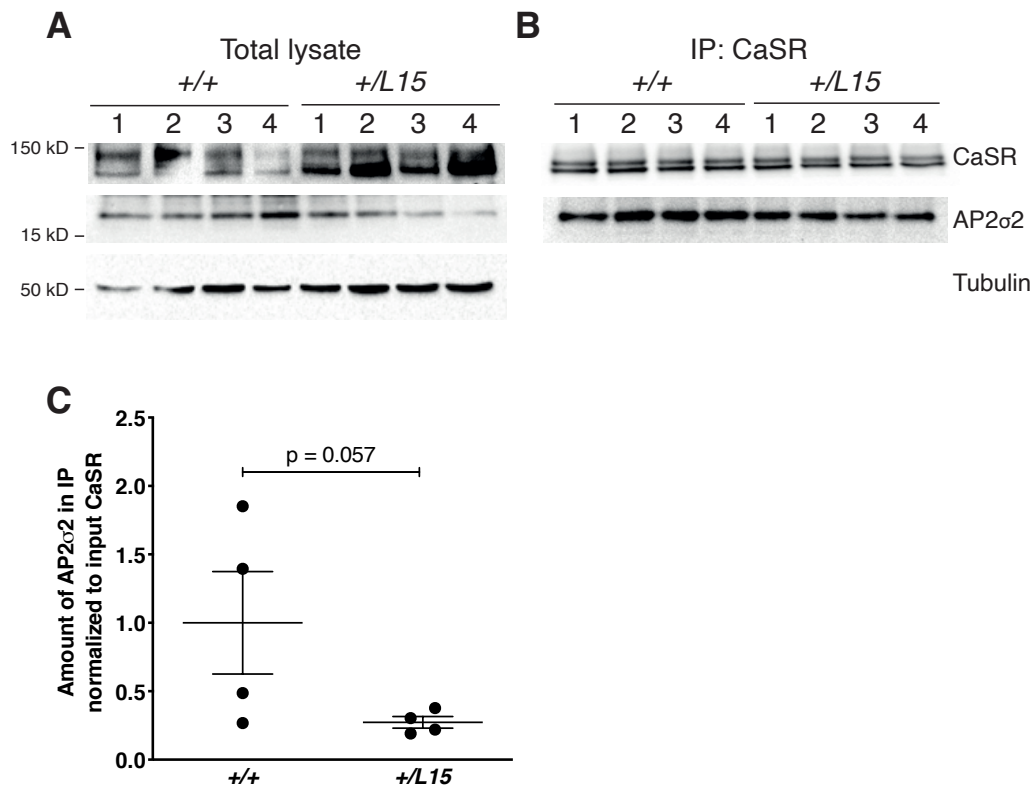 A
Total lysate
+/+ +/L15
1 2 3 4 1 2 3 4
150 kD
15 kD
50 kD
B
IP: CaSR
+/+ +/L15
1 2 3 4 1 2 3 4
CaSR
AP2σ2
Tubulin
C
Amount of AP2σ2 in IP
normalized to input CaSR
2.5
2.0
1.5
1.0
0.5
0.0
p = 0.057
+/+ +/L15